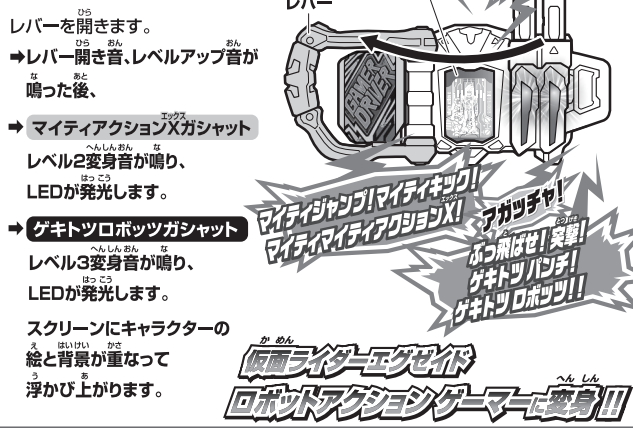 レバー
レバーを開きます。
➡レバー開き音、レベルアップ音が
鳴った後、
➡ マイティアクションXガシャット
レベル2変身音が鳴り、
LEDが発光します。
➡ ゲキトツロボッツガシャット
レベル3変身音が鳴り、
LEDが発光します。
スクリーンにキャラクターの
絵と背景が重なって
浮かび上がります。
GAMER
DRIVER
マイティジャンプ!マイティキック!
マイティマイティアクションX!
アガッチャ!
ぶっ飛ばせ!突撃!
ゲキトツパンチ!
ゲキトツロボッツ!!
仮面ライダーエグゼイド
ロボットアクションゲーマーに変身!!